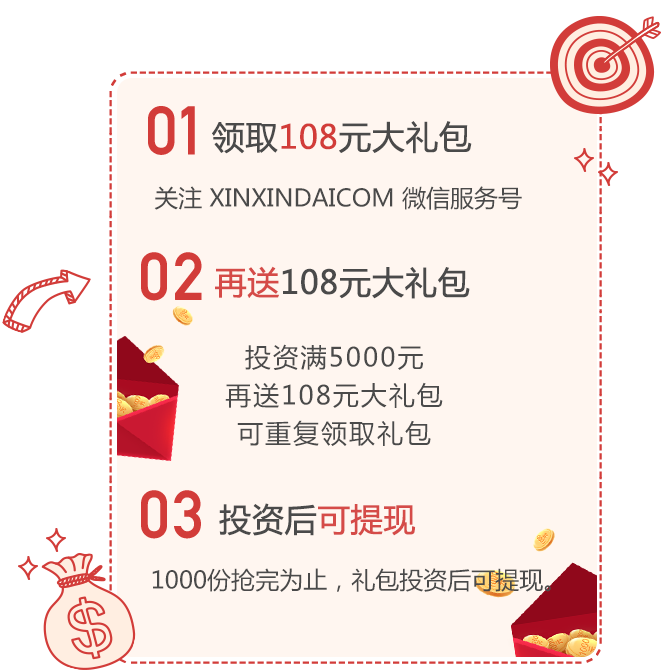 01 领取108元大礼包
关注 XINXINDAICOM 微信服务号
02 再送108元大礼包
投资满5000元
再送108元大礼包
可重复领取礼包
03 投资后可提现
1000份抢完为止，礼包投资后可提现。
$